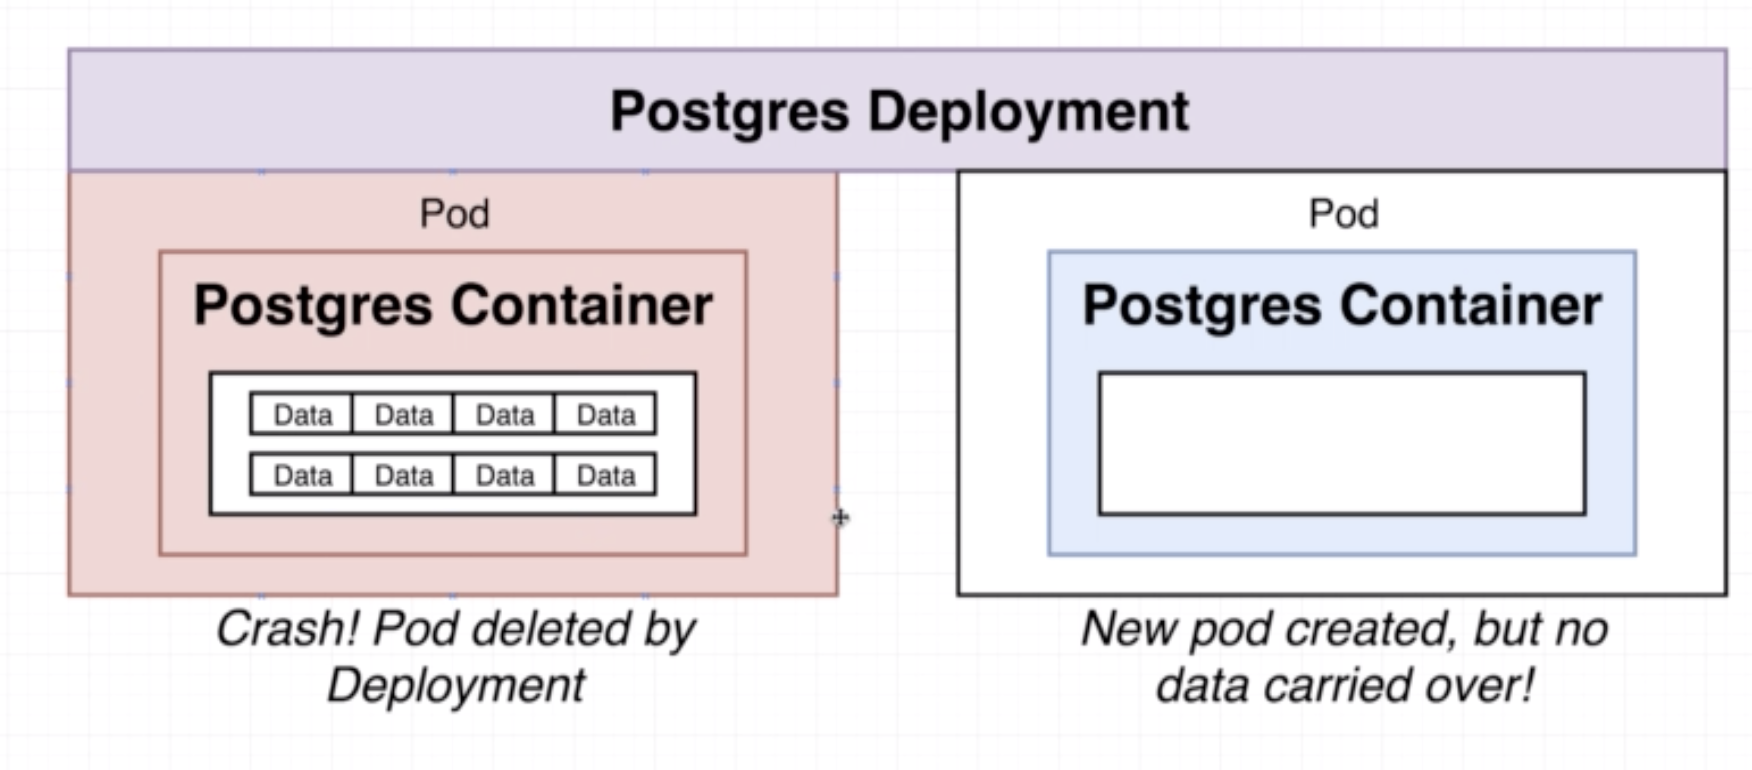 Postgres Deployment
Pod
Postgres Container
Data Data Data Data
Data Data Data Data
Crash! Pod deleted by
Deployment
Pod
Postgres Container
New pod created, but no
data carried over!